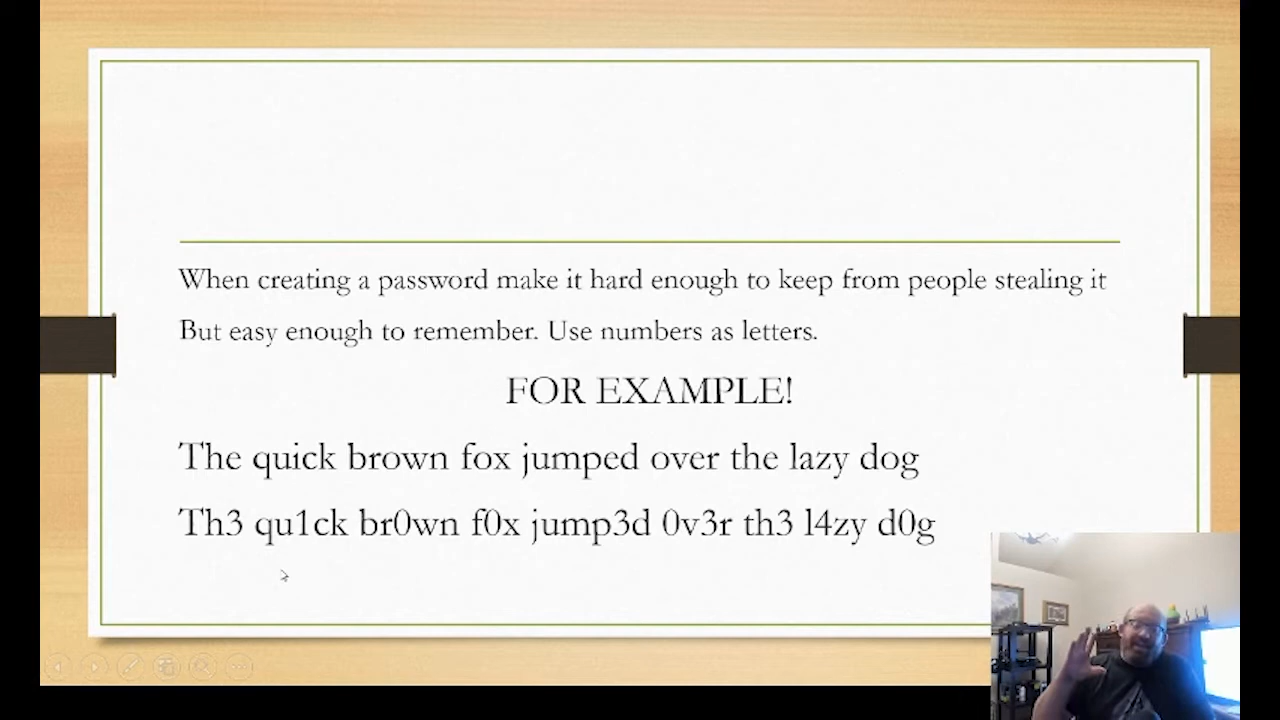 When creating a password make it hard enough to keep from people stealing it
But easy enough to remember. Use numbers as letters.
FOR EXAMPLE!
The quick brown fox jumped over the lazy dog
Th3 qu1ck br0wn f0x jump3d 0v3r th3 l4zy d0g